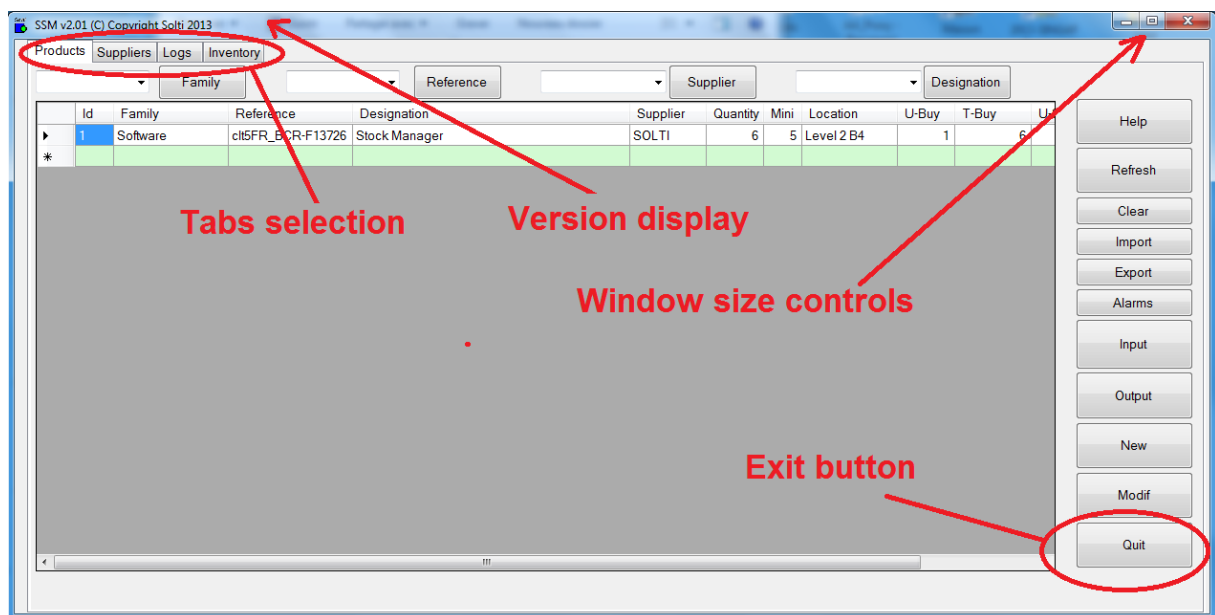 SSM v2.01 (C) Copyright Solti 2013
Products Suppliers Logs Inventory
Family Reference Supplier Designation
Id Family Reference Designation Supplier Quantity Mini Location U-Buy T-Buy
1 Software clt5FR_BCR-F13726 Stock Manager SOLTI 6 5 Level 2 B4 1 6
Help
Refresh
Clear
Import
Export
Alarms
Input
Output
New
Modif
Quit
Tabs selection
Version display
Window size controls
Exit button